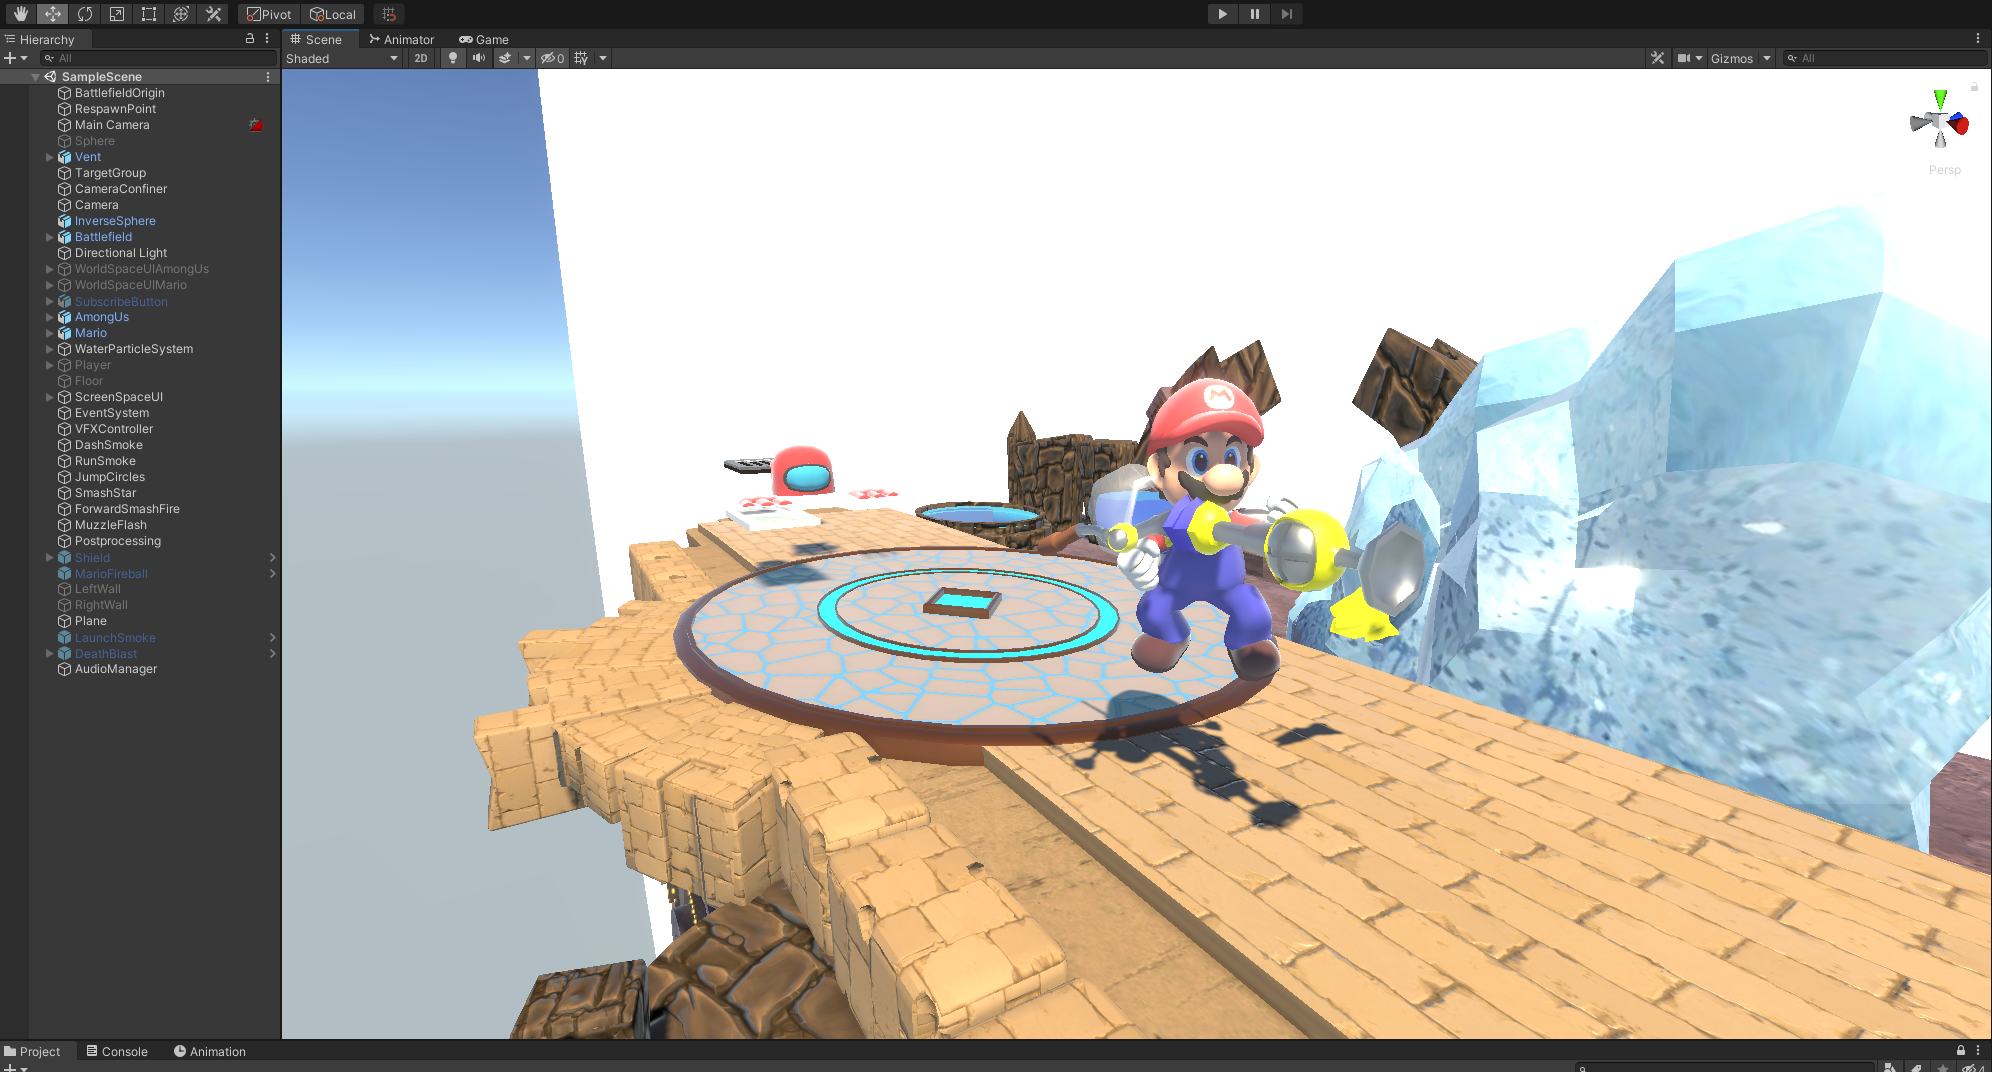 Pivot Local
Hierarchy
Scene Animator Game
All
Shaded 2D 0 Gizmos All
SampleScene
BattlefieldOrigin
RespawnPoint
Main Camera
Sphere
Vent
TargetGroup
CameraConfiner
Camera
InverseSphere
Battlefield
Directional Light
WorldSpaceUIAmongUs
WorldSpaceUIMario
SubscribeButton
AmongUs
Mario
WaterParticleSystem
Player
Floor
ScreenSpaceUI
EventSystem
VFXController
DashSmoke
RunSmoke
JumpCircles
SmashStar
ForwardSmashFire
MuzzleFlash
Postprocessing
Shield
MarioFireball
LeftWall
RightWall
Plane
LaunchSmoke
DeathBlast
AudioManager
Persp
M
Project Console Animation
4